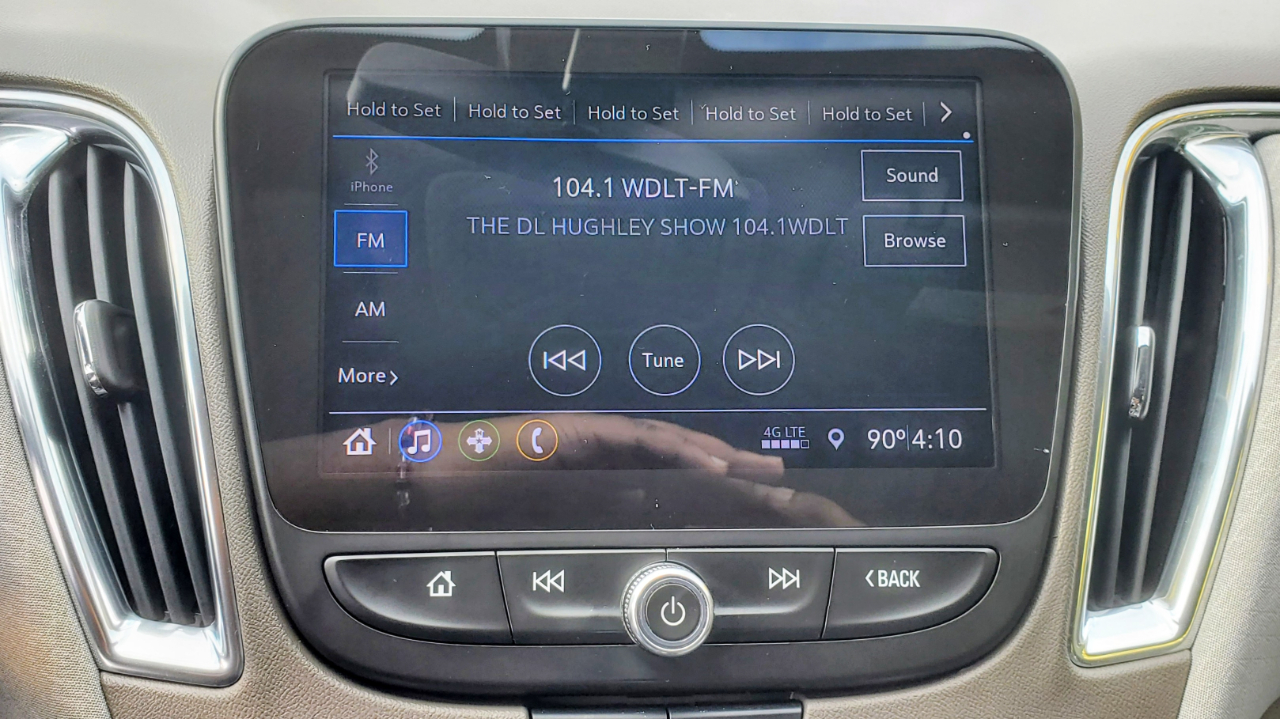 Hold to Set Hold to Set Hold to Set Hold to Set Hold to Set
iPhone
104.1 WDLT-FM
Sound
THE DL HUGHLEY SHOW 104.1WDLT
FM
Browse
AM
Tune
More
4G LTE
90° 4:10
BACK